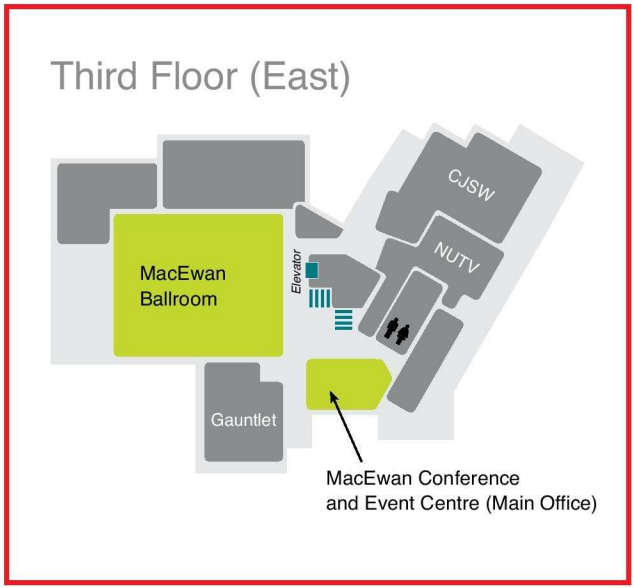 Third Floor (East)
CJSW
NUTV
Elevator
MacEwan
Ballroom
Gauntlet
MacEwan Conference
and Event Centre (Main Office)